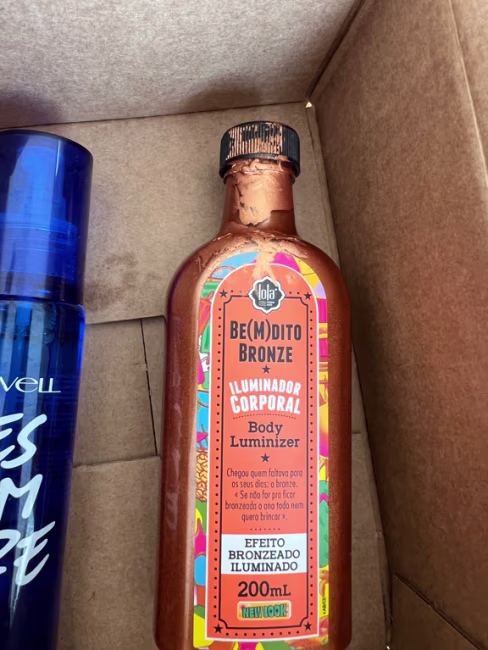 VELL
ES
M
lola
BE(M)DITO
BRONZE
ILUMINADOR
CORPORAL
Body
Luminizer
Chegou quem faltava para
os seus dias: o bronze.
« Se não for pra ficar
bronzeada o ano todo nem
quero brincar ».
EFEITO
BRONZEADO
ILUMINADO
200mL
NEW LOOK